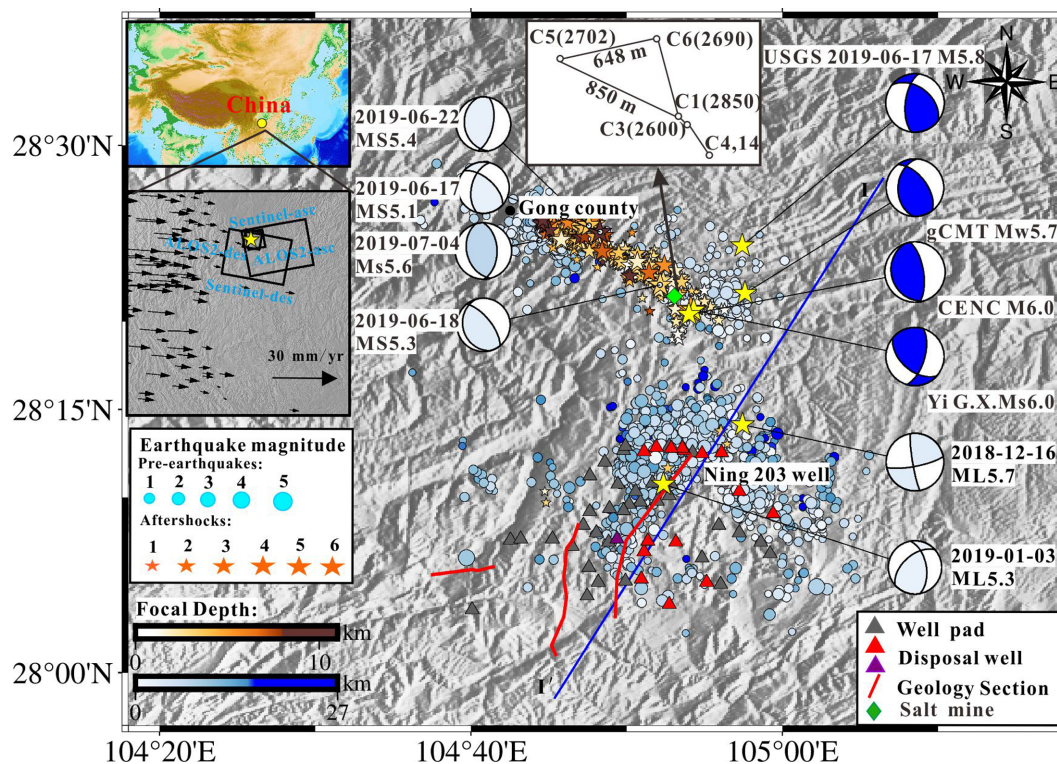 China
Sentinel-asc
ALOS2-des
ALOS2-asc
Sentinel-des
30 mm/yr
Earthquake magnitude
Pre-earthquakes:
1 2 3 4 5
Aftershocks:
1 2 3 4 5 6
Focal Depth:
km
0 10
km
0 27
2019-06-22
MS5.4
2019-06-17
MS5.1
2019-07-04
Ms5.6
2019-06-18
MS5.3
C5(2702)
C6(2690)
648 m
850 m
C1(2850)
C3(2600)
C4,14
Gong county
USGS 2019-06-17 M5.8
N
W E
S
I
gCMT Mw5.7
CENC M6.0
Yi G.X.Ms6.0
2018-12-16
ML5.7
Ning 203 well
2019-01-03
ML5.3
I'
Well pad
Disposal well
Geology Section
Salt mine
28°30'N
28°15'N
28°00'N
104°20'E
104°40'E
105°00'E